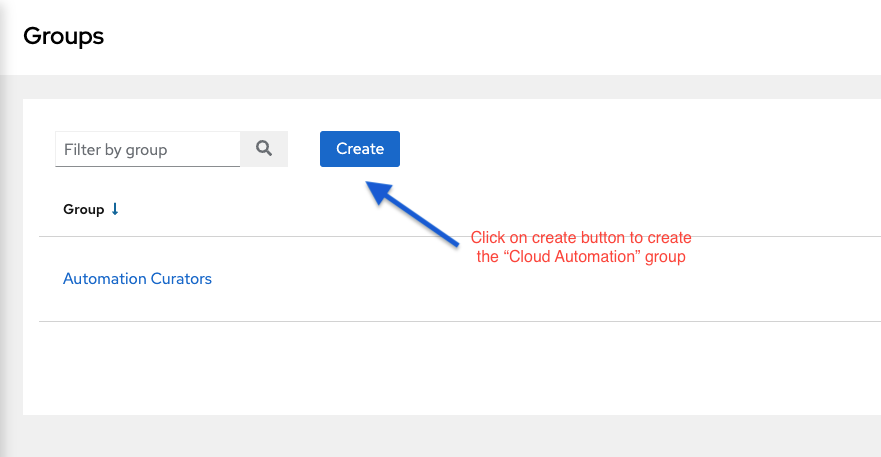 Groups
Filter by group
Create
Group
Click on create button to create
the “Cloud Automation” group
Automation Curators